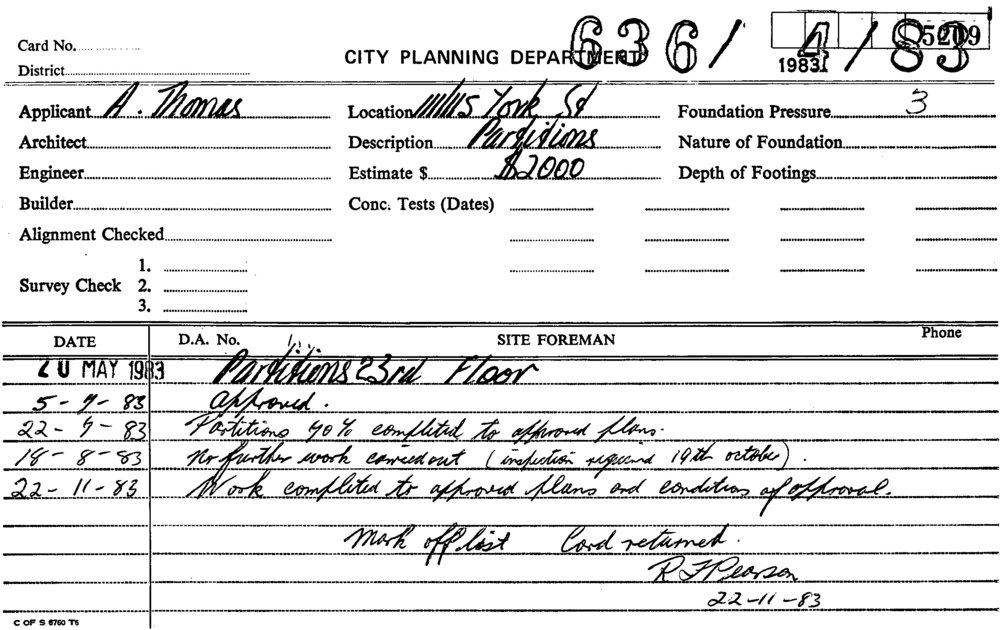 Card No.
CITY PLANNING DEPARTMENT 636/ 4/83
5209
1983
District
Applicant A. Thomas Location York St Foundation Pressure 3
Architect Description Partitions Nature of Foundation
Engineer Estimate $ $2000 Depth of Footings
Builder Conc. Tests (Dates)
Alignment Checked
1.
Survey Check 2.
3.
DATE D.A. No. SITE FOREMAN Phone
20 MAY 1983 Partitions 23rd Floor
5-7-83 Approved.
22-7-83 Partitions 70% completed to approved plans.
18-8-83 No further work carried out (inspection required 19th october).
22-11-83 Work completed to approved plans and conditions of approval.
Mark off list Card returned.
R J Pearson
22-11-83
C OF S 6760 T6